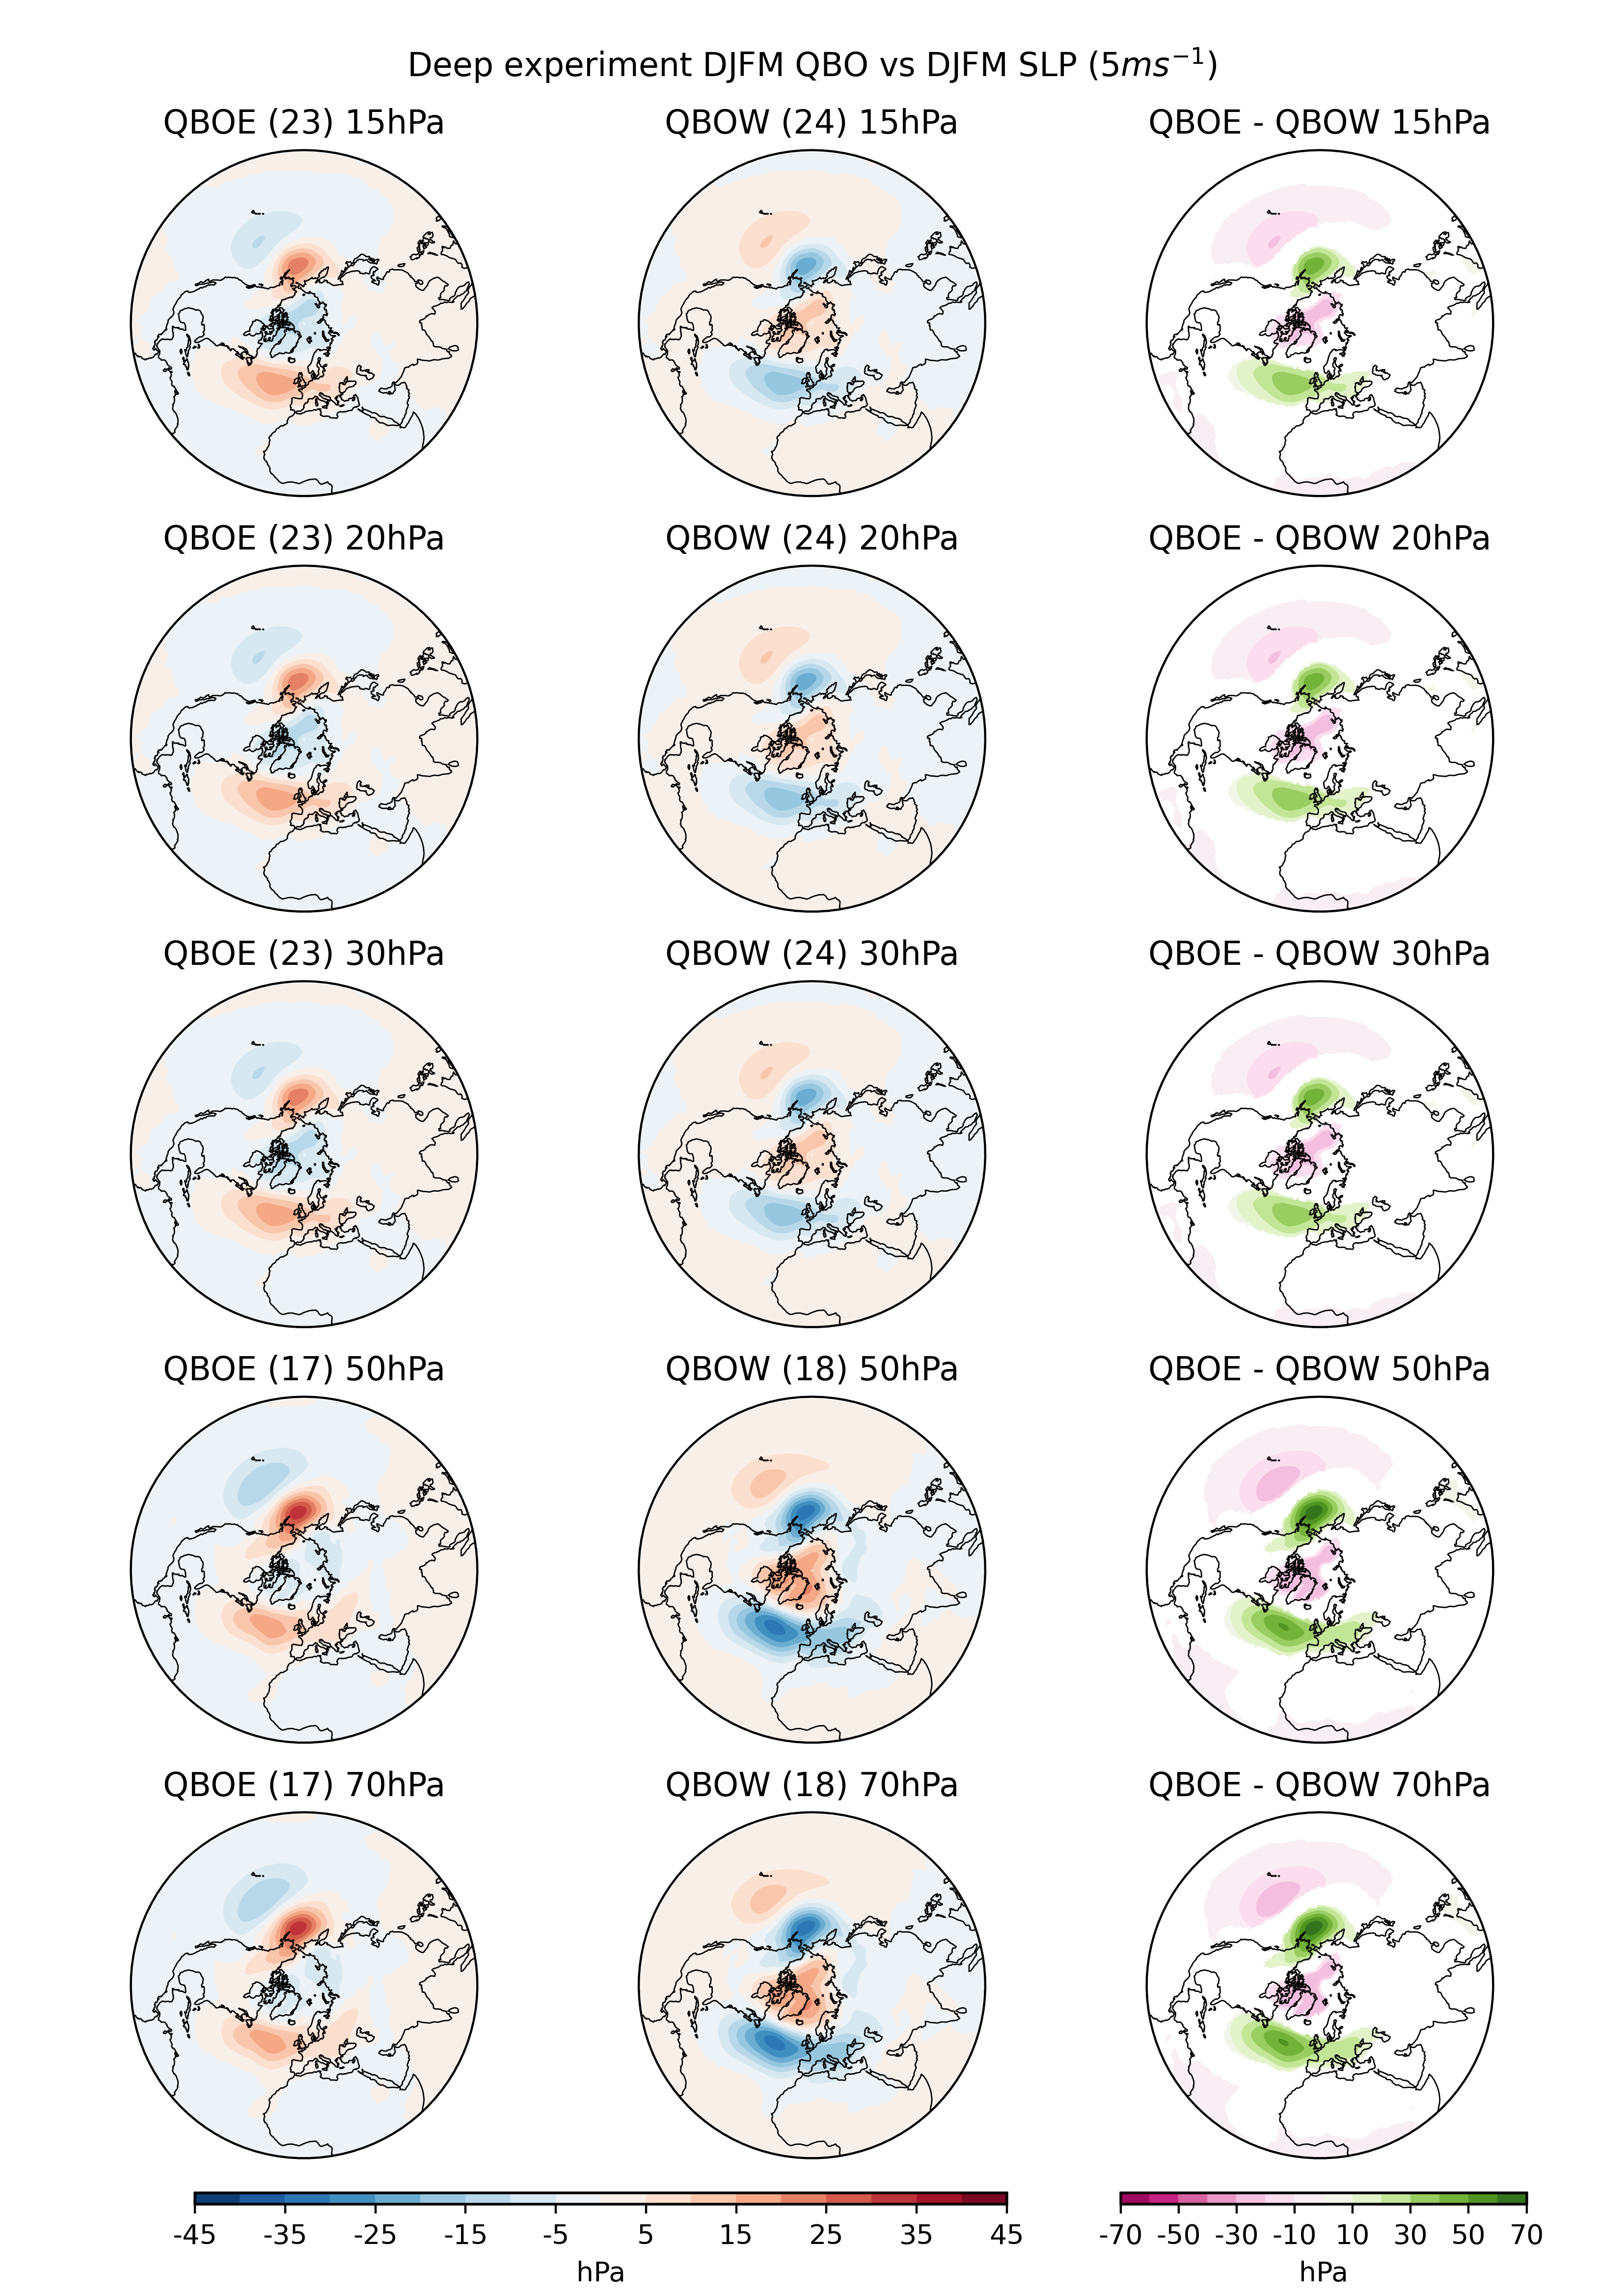 Deep experiment DJFM QBO vs DJFM SLP (5ms⁻¹)
QBOE (23) 15hPa
QBOW (24) 15hPa
QBOE - QBOW 15hPa
QBOE (23) 20hPa
QBOW (24) 20hPa
QBOE - QBOW 20hPa
QBOE (23) 30hPa
QBOW (24) 30hPa
QBOE - QBOW 30hPa
QBOE (17) 50hPa
QBOW (18) 50hPa
QBOE - QBOW 50hPa
QBOE (17) 70hPa
QBOW (18) 70hPa
QBOE - QBOW 70hPa
-45 -35 -25 -15 -5 5 15 25 35 45
hPa
-70 -50 -30 -10 10 30 50 70
hPa